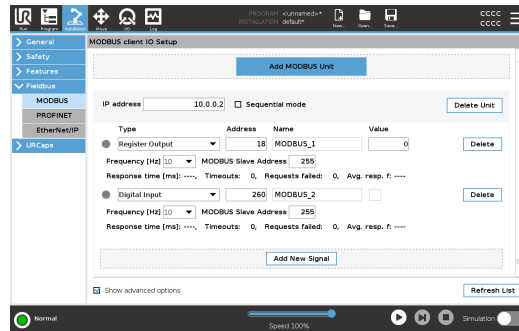 PROGRAM <unnamed>*
INSTALLATION default*
CCCC
CCCC
Run Program Installation Move I/O Log New... Open... Save...
General
Safety
Features
Fieldbus
MODBUS
PROFINET
EtherNet/IP
URCaps
MODBUS client IO Setup
Add MODBUS Unit
IP address 10.0.0.2 Sequential mode Delete Unit
Type Address Name Value
Register Output 18 MODBUS_1 0 Delete
Frequency [Hz] 10 MODBUS Slave Address 255
Response time [ms]: ----, Timeouts: 0, Requests failed: 0, Avg. resp. f: ----
Digital Input 260 MODBUS_2 Delete
Frequency [Hz] 10 MODBUS Slave Address 255
Response time [ms]: ----, Timeouts: 0, Requests failed: 0, Avg. resp. f: ----
Add New Signal
Show advanced options Refresh List
Normal Speed 100% Simulation